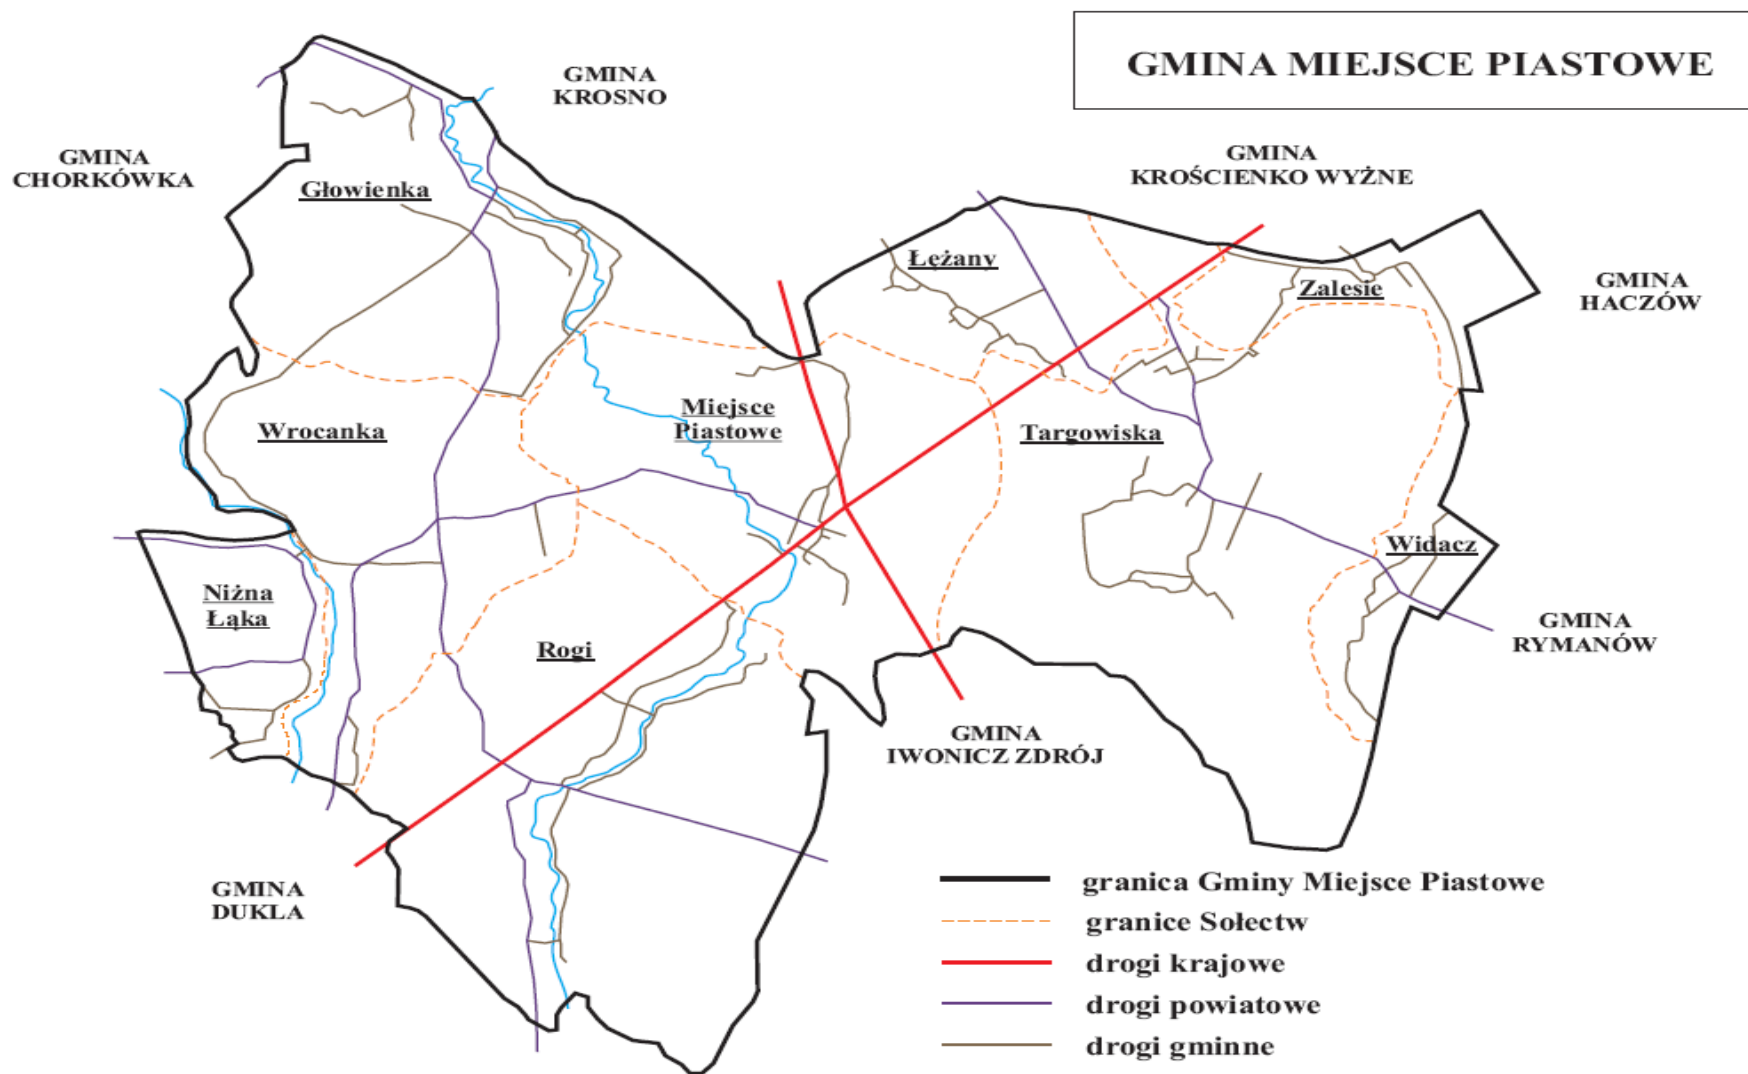 GMINA MIEJSCE PIASTOWE
GMINA
KROSNO
GMINA
CHORKÓWKA
GMINA
KROŚCIENKO WYŻNE
Głowienka
Łężany
Zalesie
GMINA
HACZÓW
Wrocanka
Miejsce
Piastowe
Targowiska
Widacz
Niżna
Łąka
Rogi
GMINA
RYMANÓW
GMINA
IWONICZ ZDRÓJ
GMINA
DUKLA
granica Gminy Miejsce Piastowe
granice Sołectw
drogi krajowe
drogi powiatowe
drogi gminne